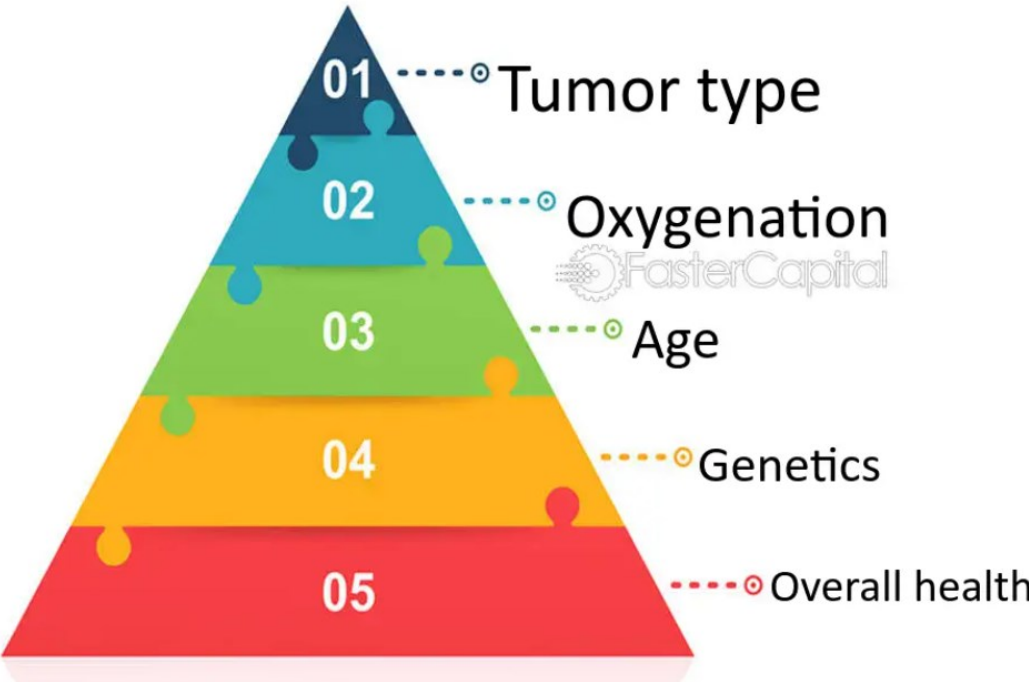 01
Tumor type
02
Oxygenation
FasterCapital
03
Age
04
Genetics
05
Overall health